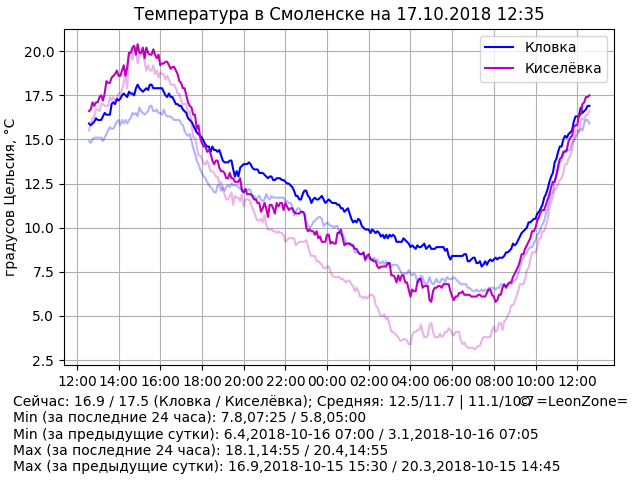 Температура в Смоленске на 17.10.2018 12:35
Кловка
Киселёвка
градусов Цельсия, °C
20.0
17.5
15.0
12.5
10.0
7.5
5.0
2.5
12:00 14:00 16:00 18:00 20:00 22:00 00:00 02:00 04:00 06:00 08:00 10:00 12:00
Сейчас: 16.9 / 17.5 (Кловка / Киселёвка); Средняя: 12.5/11.7 | 11.1/10.7 © =LeonZone=
Min (за последние 24 часа): 7.8,07:25 / 5.8,05:00
Min (за предыдущие сутки): 6.4,2018-10-16 07:00 / 3.1,2018-10-16 07:05
Max (за последние 24 часа): 18.1,14:55 / 20.4,14:55
Max (за предыдущие сутки): 16.9,2018-10-15 15:30 / 20.3,2018-10-15 14:45